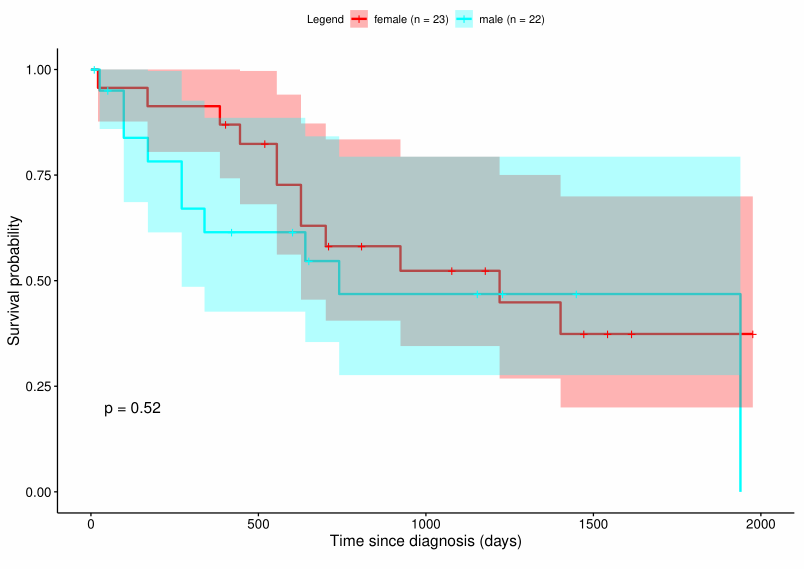 Legend female (n = 23) male (n = 22)
1.00
0.75
0.50
0.25
0.00
Survival probability
p = 0.52
0 500 1000 1500 2000
Time since diagnosis (days)